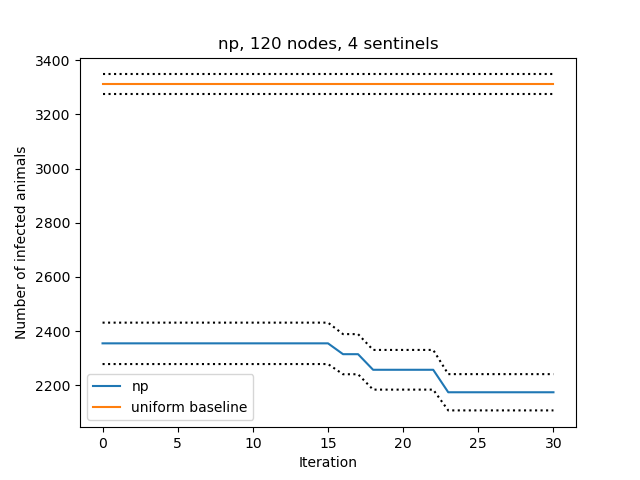 np, 120 nodes, 4 sentinels
3400
3200
3000
2800
2600
2400
2200
Number of infected animals
np
uniform baseline
0 5 10 15 20 25 30
Iteration